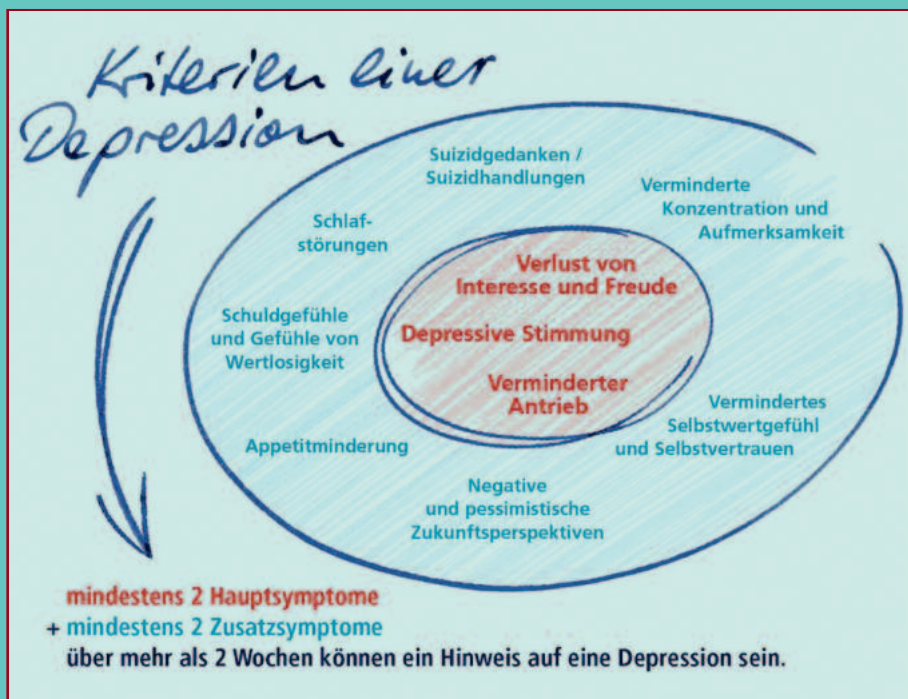 Kriterien einer
Depression
Suizidgedanken /
Suizidhandlungen
Verminderte
Konzentration und
Aufmerksamkeit
Schlaf-
störungen
Verlust von
Interesse und Freude
Schuldgefühle
und Gefühle von
Wertlosigkeit
Depressive Stimmung
Verminderter
Antrieb
Vermindertes
Selbstwertgefühl
und Selbstvertrauen
Appetitminderung
Negative
und pessimistische
Zukunftsperspektiven
mindestens 2 Hauptsymptome
+ mindestens 2 Zusatzsymptome
über mehr als 2 Wochen können ein Hinweis auf eine Depression sein.